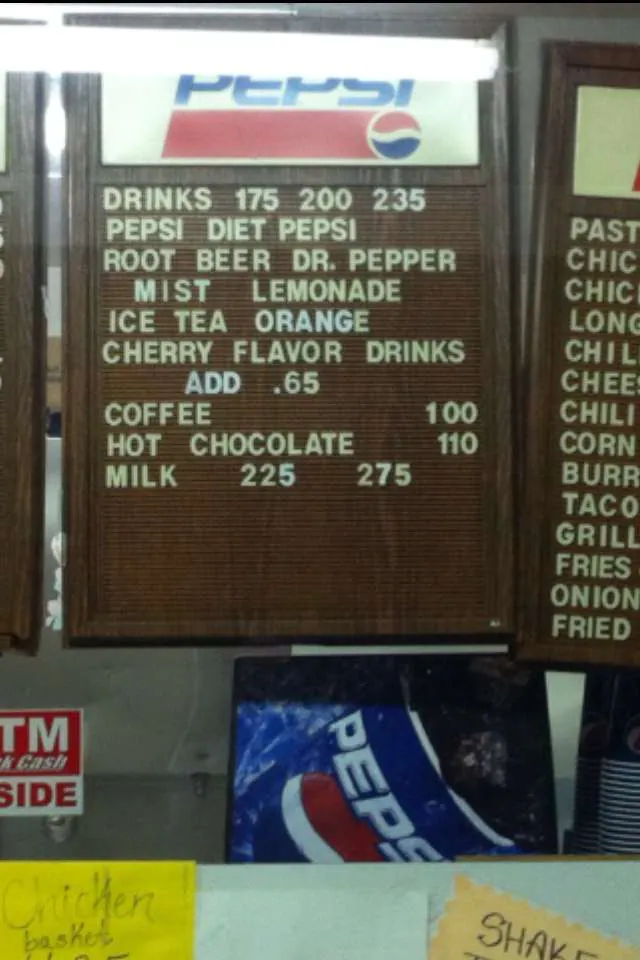 PEPSI
DRINKS 175 200 235
PEPSI DIET PEPSI
ROOT BEER DR. PEPPER
MIST LEMONADE
ICE TEA ORANGE
CHERRY FLAVOR DRINKS
ADD .65
COFFEE 100
HOT CHOCOLATE 110
MILK 225 275
PAST
CHIC
CHIC
LONG
CHIL
CHEE
CHILI
CORN
BURR
TACO
GRILL
FRIES
ONION
FRIED
TM
k Cash
SIDE
PEPS
Chicken
basket
SHAKE